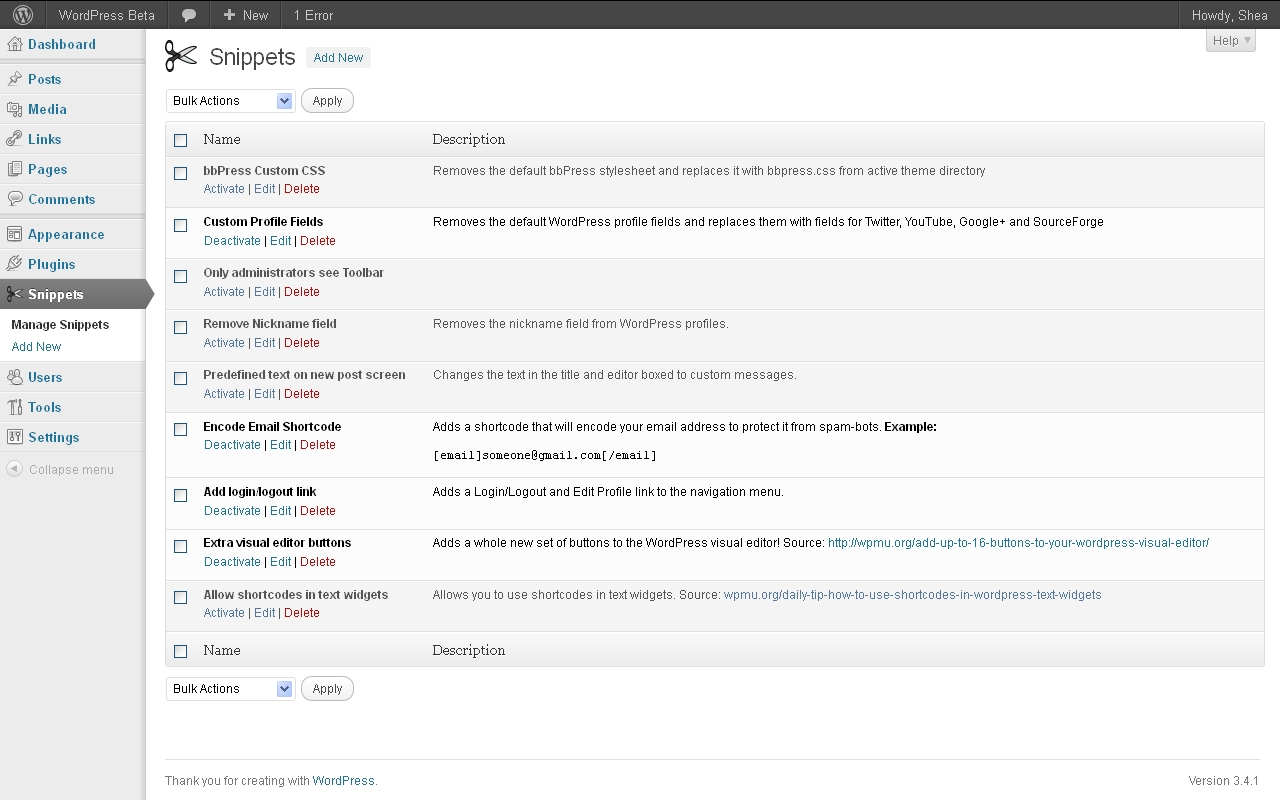 WordPress Beta + New 1 Error Howdy, Shea
Help
Dashboard
Posts
Media
Links
Pages
Comments
Appearance
Plugins
Snippets
Manage Snippets
Add New
Users
Tools
Settings
Collapse menu
Snippets Add New
Bulk Actions Apply
Name Description
bbPress Custom CSS Removes the default bbPress stylesheet and replaces it with bbpress.css from active theme directory
Activate | Edit | Delete
Custom Profile Fields Removes the default WordPress profile fields and replaces them with fields for Twitter, YouTube, Google+ and SourceForge
Deactivate | Edit | Delete
Only administrators see Toolbar
Activate | Edit | Delete
Remove Nickname field Removes the nickname field from WordPress profiles.
Activate | Edit | Delete
Predefined text on new post screen Changes the text in the title and editor boxed to custom messages.
Activate | Edit | Delete
Encode Email Shortcode Adds a shortcode that will encode your email address to protect it from spam-bots. Example:
Deactivate | Edit | Delete
[email]someone@gmail.com[/email]
Add login/logout link Adds a Login/Logout and Edit Profile link to the navigation menu.
Deactivate | Edit | Delete
Extra visual editor buttons Adds a whole new set of buttons to the WordPress visual editor! Source: http://wpmu.org/add-up-to-16-buttons-to-your-wordpress-visual-editor/
Deactivate | Edit | Delete
Allow shortcodes in text widgets Allows you to use shortcodes in text widgets. Source: wpmu.org/daily-tip-how-to-use-shortcodes-in-wordpress-text-widgets
Activate | Edit | Delete
Name Description
Bulk Actions Apply
Thank you for creating with WordPress. Version 3.4.1